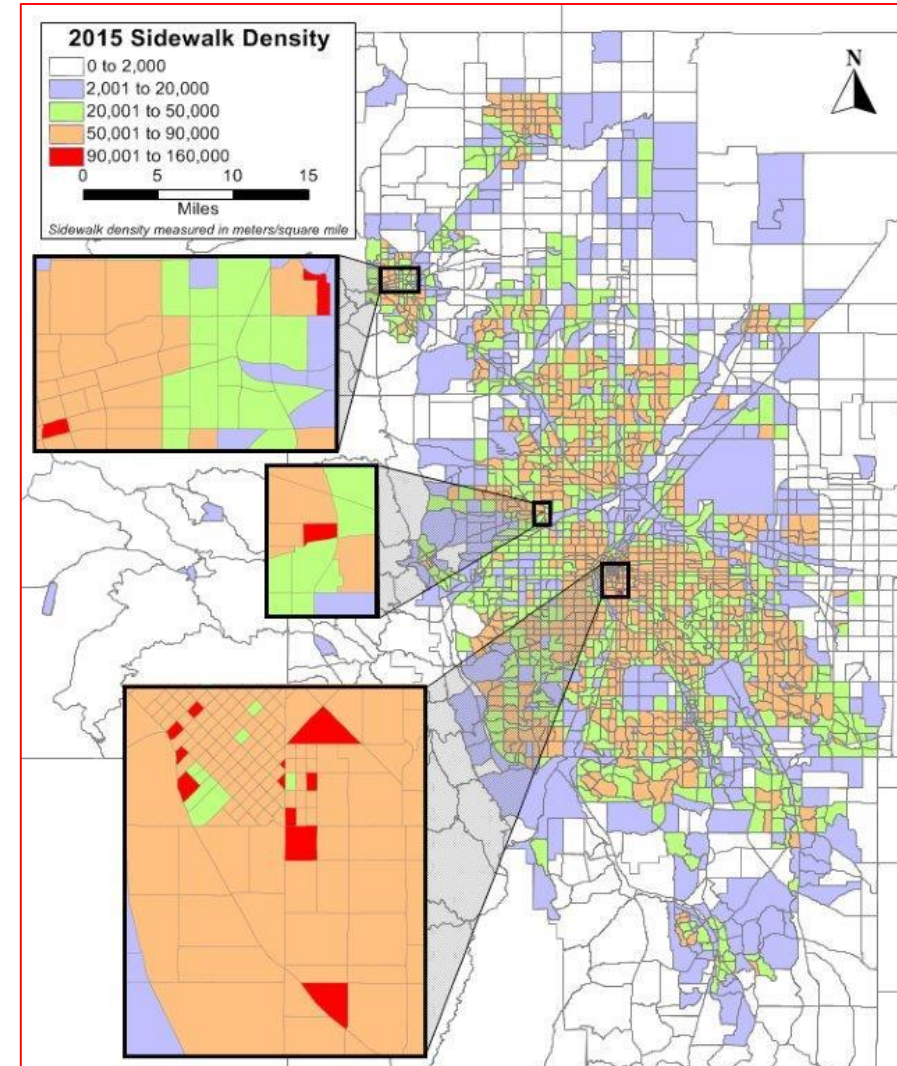 2015 Sidewalk Density
0 to 2,000
2,001 to 20,000
20,001 to 50,000
50,001 to 90,000
90,001 to 160,000
0 5 10 15
Miles
Sidewalk density measured in meters/square mile
N